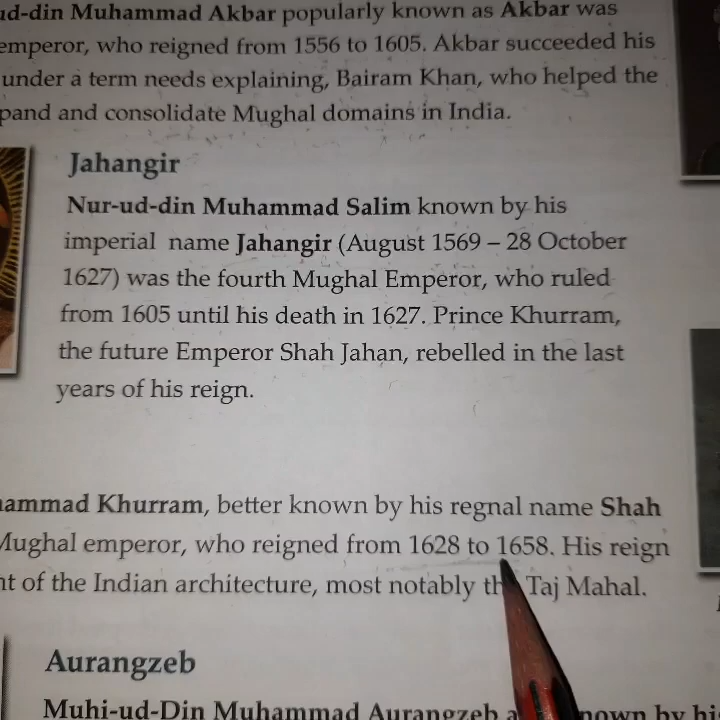 ud-din Muhammad Akbar popularly known as Akbar was
emperor, who reigned from 1556 to 1605. Akbar succeeded his
under a term needs explaining, Bairam Khan, who helped the
pand and consolidate Mughal domains in India.
Jahangir
Nur-ud-din Muhammad Salim known by his
imperial name Jahangir (August 1569 – 28 October
1627) was the fourth Mughal Emperor, who ruled
from 1605 until his death in 1627. Prince Khurram,
the future Emperor Shah Jahan, rebelled in the last
years of his reign.
ammad Khurram, better known by his regnal name Shah
Mughal emperor, who reigned from 1628 to 1658. His reign
nt of the Indian architecture, most notably th Taj Mahal.
Aurangzeb
Muhi-ud-Din Muhammad Aurangzeb a nown by hi